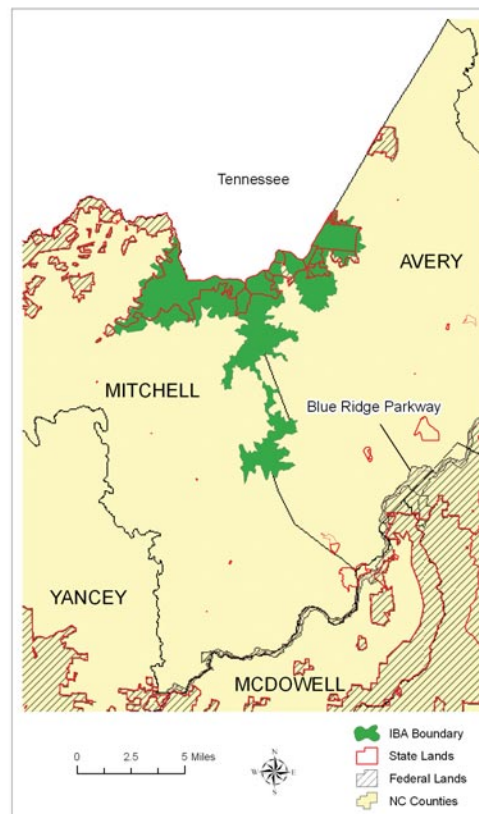 Tennessee
AVERY
MITCHELL
Blue Ridge Parkway
YANCEY
MCDOWELL
0 2.5 5 Miles
N
W E
S
IBA Boundary
State Lands
Federal Lands
NC Counties